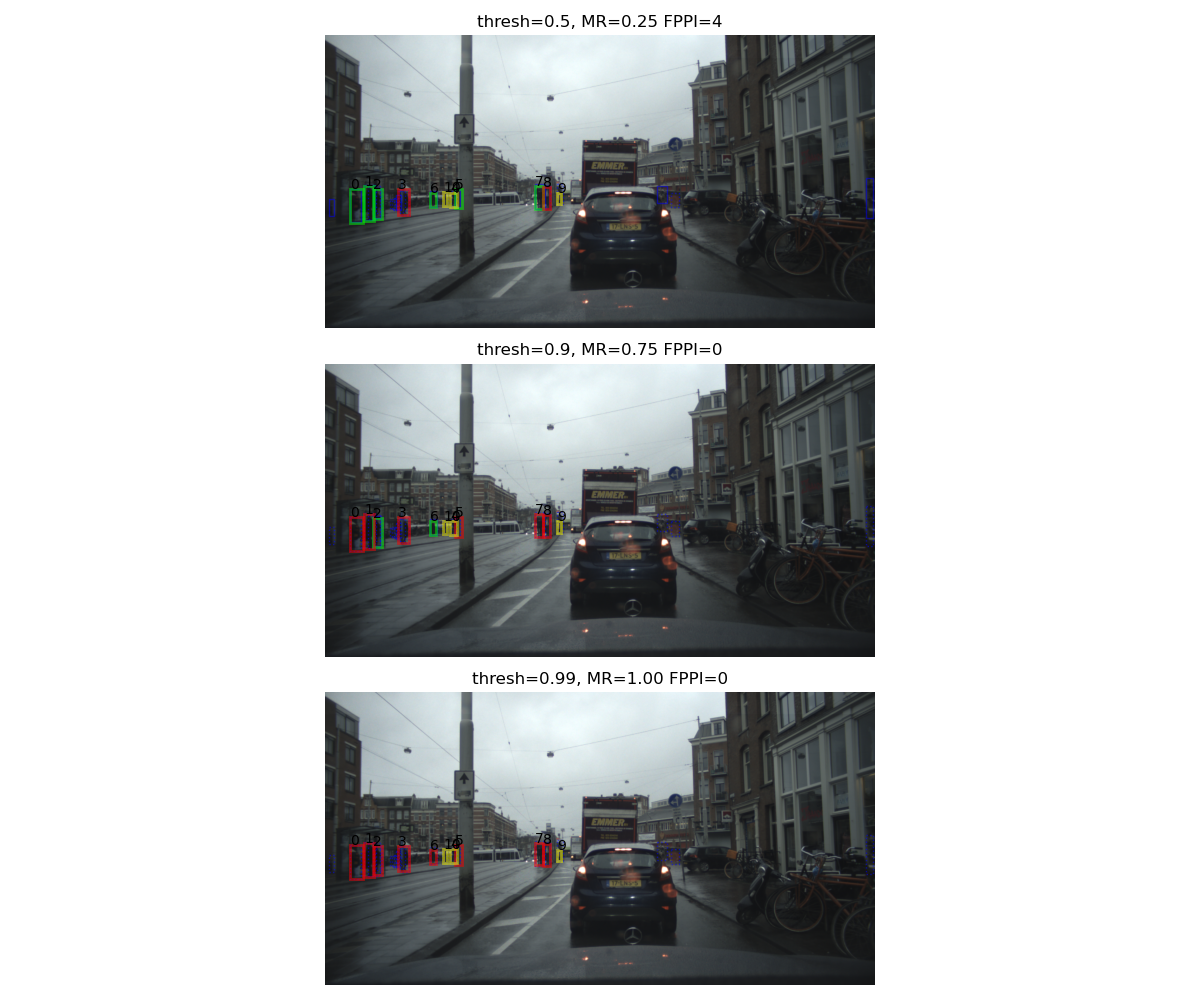 thresh=0.5, MR=0.25 FPPI=4
EMMER
0 1 2 3 6 5 7 8 9
thresh=0.9, MR=0.75 FPPI=0
EMMER
0 1 2 3 6 5 7 8 9
thresh=0.99, MR=1.00 FPPI=0
EMMER
0 1 2 3 6 5 7 8 9